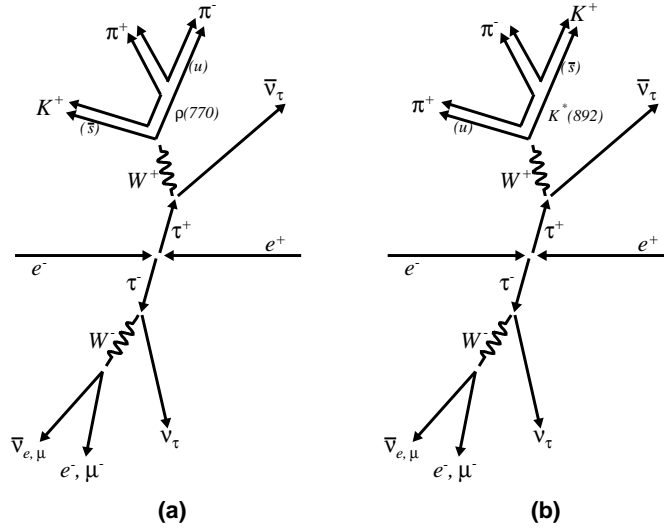 π⁺ π⁻
(u)
K⁺
(s̄)
ρ(770)
ν̄τ
W⁺
τ⁺
e⁻
e⁺
τ⁻
W⁻
ν̄e, μ
e⁻, μ⁻
ντ
(a)
K⁺
π⁻
(s̄)
π⁺
(u)
K*(892)
ν̄τ
W⁺
τ⁺
e⁻
e⁺
τ⁻
W⁻
ν̄e, μ
e⁻, μ⁻
ντ
(b)